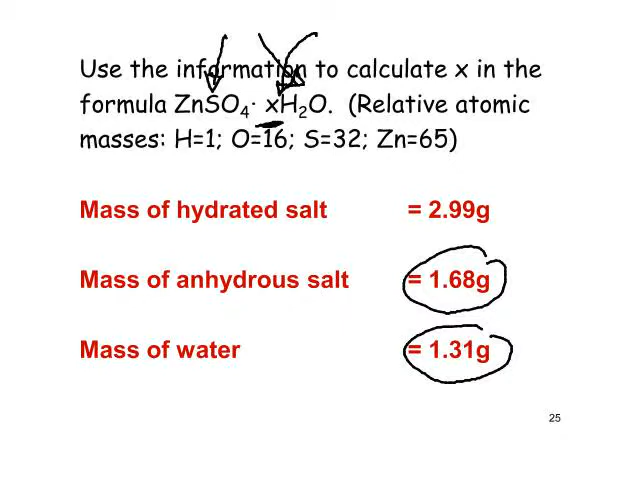 Use the information to calculate x in the
formula ZnSO₄· xH₂O. (Relative atomic
masses: H=1; O=16; S=32; Zn=65)
Mass of hydrated salt = 2.99g
Mass of anhydrous salt = 1.68g
Mass of water = 1.31g
25